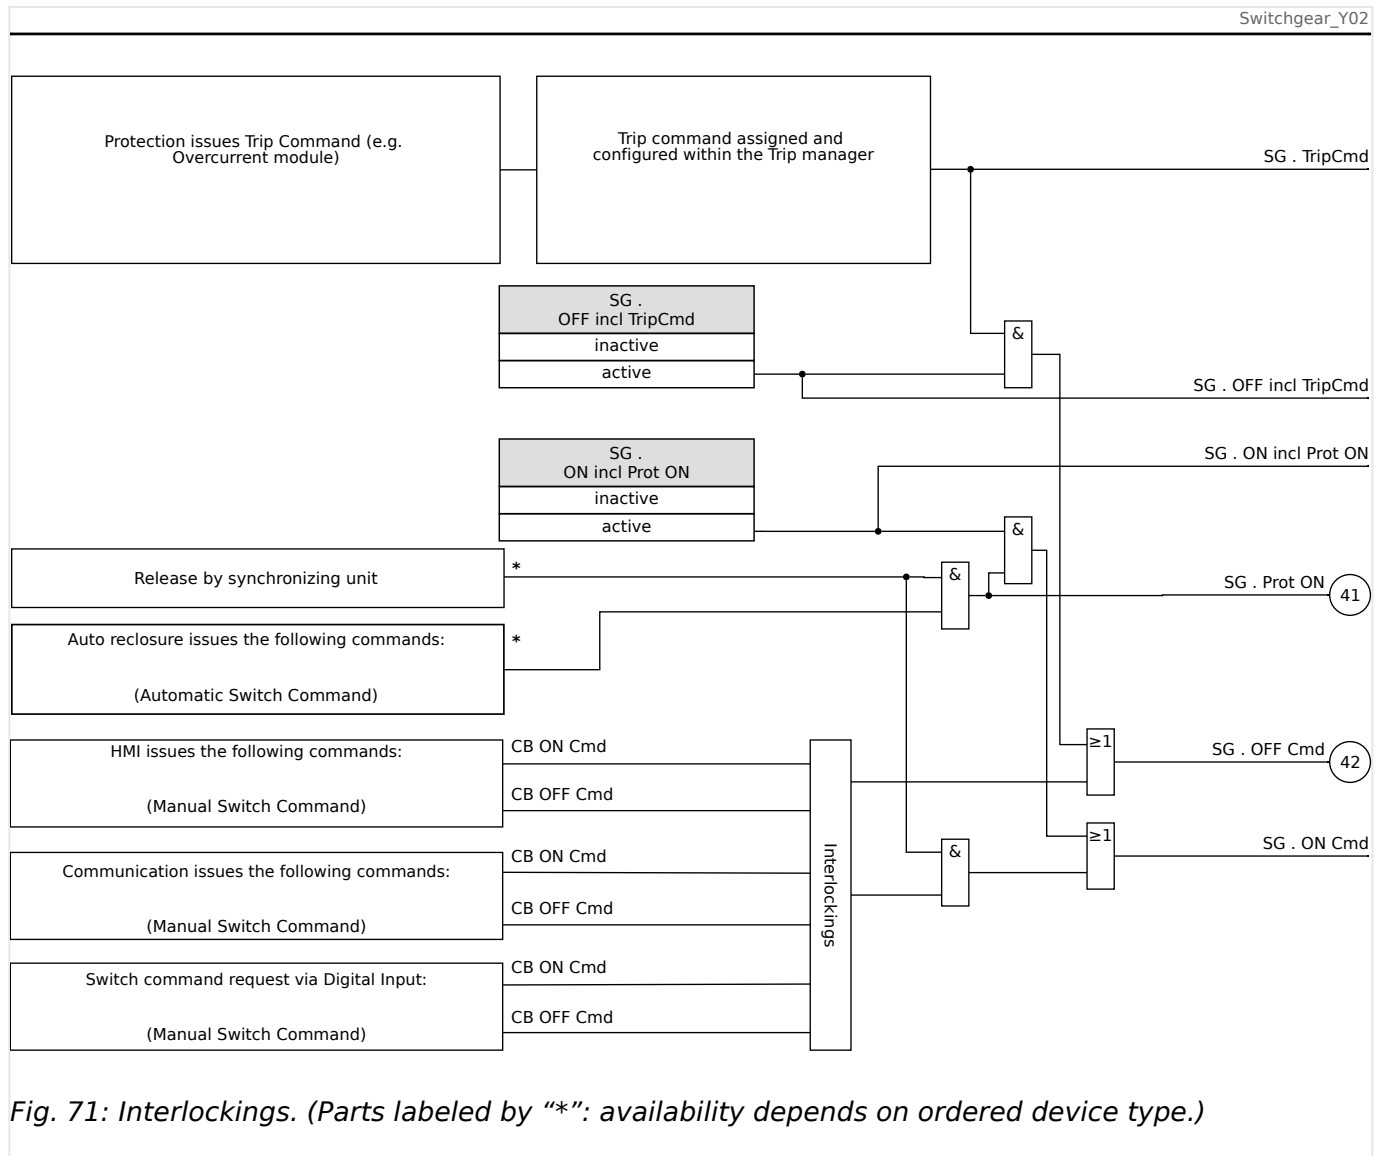 Switchgear_Y02
Protection issues Trip Command (e.g.
Overcurrent module)
Trip command assigned and
configured within the Trip manager
SG . TripCmd
SG .
OFF incl TripCmd
inactive
active
&
SG . OFF incl TripCmd
SG .
ON incl Prot ON
inactive
active
SG . ON incl Prot ON
&
Release by synchronizing unit
*
&
SG . Prot ON
41
Auto reclosure issues the following commands:
(Automatic Switch Command)
*
HMI issues the following commands:
(Manual Switch Command)
CB ON Cmd
CB OFF Cmd
≥1
SG . OFF Cmd
42
Communication issues the following commands:
(Manual Switch Command)
CB ON Cmd
CB OFF Cmd
Interlockings
&
≥1
SG . ON Cmd
Switch command request via Digital Input:
(Manual Switch Command)
CB ON Cmd
CB OFF Cmd
Fig. 71: Interlockings. (Parts labeled by “*”: availability depends on ordered device type.)